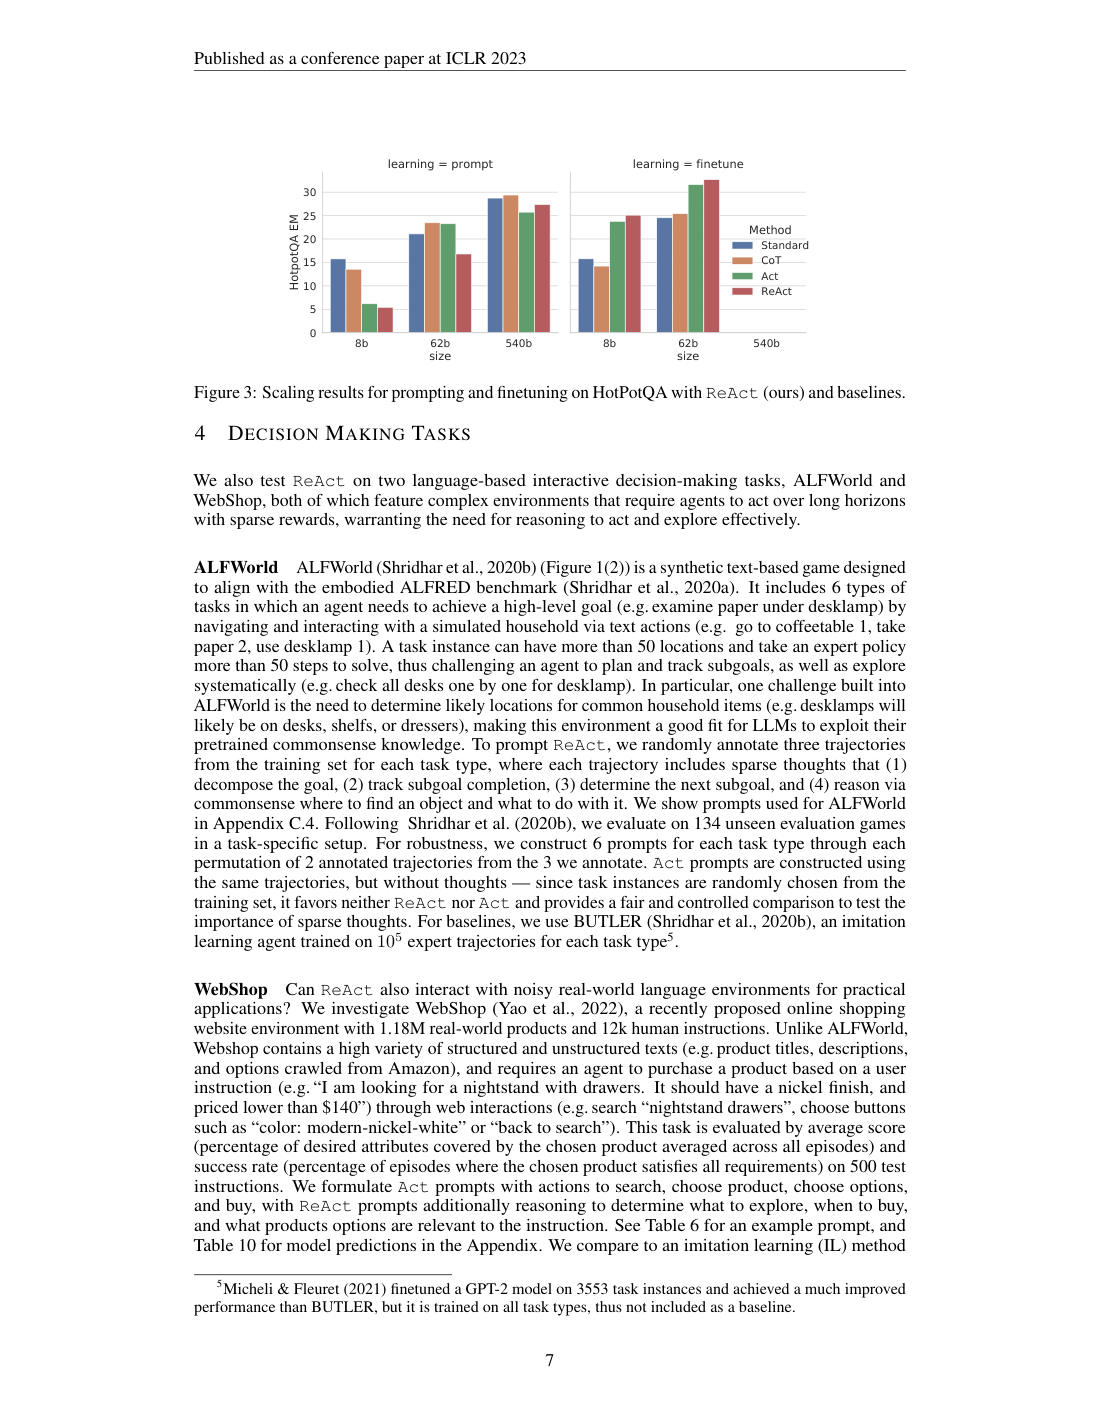 Published as a conference paper at ICLR 2023
learning = prompt
learning = finetune
HotpotQA EM
30
25
20
15
10
5
0
8b
62b
540b
size
8b
62b
540b
size
Method
Standard
CoT
Act
ReAct
Figure 3: Scaling results for prompting and finetuning on HotPotQA with ReAct (ours) and baselines.
4 DECISION MAKING TASKS
We also test ReAct on two language-based interactive decision-making tasks, ALFWorld and
WebShop, both of which feature complex environments that require agents to act over long horizons
with sparse rewards, warranting the need for reasoning to act and explore effectively.
ALFWorld ALFWorld (Shridhar et al., 2020b) (Figure 1(2)) is a synthetic text-based game designed
to align with the embodied ALFRED benchmark (Shridhar et al., 2020a). It includes 6 types of
tasks in which an agent needs to achieve a high-level goal (e.g. examine paper under desklamp) by
navigating and interacting with a simulated household via text actions (e.g. go to coffeetable 1, take
paper 2, use desklamp 1). A task instance can have more than 50 locations and take an expert policy
more than 50 steps to solve, thus challenging an agent to plan and track subgoals, as well as explore
systematically (e.g. check all desks one by one for desklamp). In particular, one challenge built into
ALFWorld is the need to determine likely locations for common household items (e.g. desklamps will
likely be on desks, shelfs, or dressers), making this environment a good fit for LLMs to exploit their
pretrained commonsense knowledge. To prompt ReAct, we randomly annotate three trajectories
from the training set for each task type, where each trajectory includes sparse thoughts that (1)
decompose the goal, (2) track subgoal completion, (3) determine the next subgoal, and (4) reason via
commonsense where to find an object and what to do with it. We show prompts used for ALFWorld
in Appendix C.4. Following Shridhar et al. (2020b), we evaluate on 134 unseen evaluation games
in a task-specific setup. For robustness, we construct 6 prompts for each task type through each
permutation of 2 annotated trajectories from the 3 we annotate. Act prompts are constructed using
the same trajectories, but without thoughts — since task instances are randomly chosen from the
training set, it favors neither ReAct nor Act and provides a fair and controlled comparison to test the
importance of sparse thoughts. For baselines, we use BUTLER (Shridhar et al., 2020b), an imitation
learning agent trained on 10⁵ expert trajectories for each task type⁵.
WebShop Can ReAct also interact with noisy real-world language environments for practical
applications? We investigate WebShop (Yao et al., 2022), a recently proposed online shopping
website environment with 1.18M real-world products and 12k human instructions. Unlike ALFWorld,
Webshop contains a high variety of structured and unstructured texts (e.g. product titles, descriptions,
and options crawled from Amazon), and requires an agent to purchase a product based on a user
instruction (e.g. “I am looking for a nightstand with drawers. It should have a nickel finish, and
priced lower than $140”) through web interactions (e.g. search “nightstand drawers”, choose buttons
such as “color: modern-nickel-white” or “back to search”). This task is evaluated by average score
(percentage of desired attributes covered by the chosen product averaged across all episodes) and
success rate (percentage of episodes where the chosen product satisfies all requirements) on 500 test
instructions. We formulate Act prompts with actions to search, choose product, choose options,
and buy, with ReAct prompts additionally reasoning to determine what to explore, when to buy,
and what products options are relevant to the instruction. See Table 6 for an example prompt, and
Table 10 for model predictions in the Appendix. We compare to an imitation learning (IL) method
⁵Micheli & Fleuret (2021) finetuned a GPT-2 model on 3553 task instances and achieved a much improved
performance than BUTLER, but it is trained on all task types, thus not included as a baseline.
7